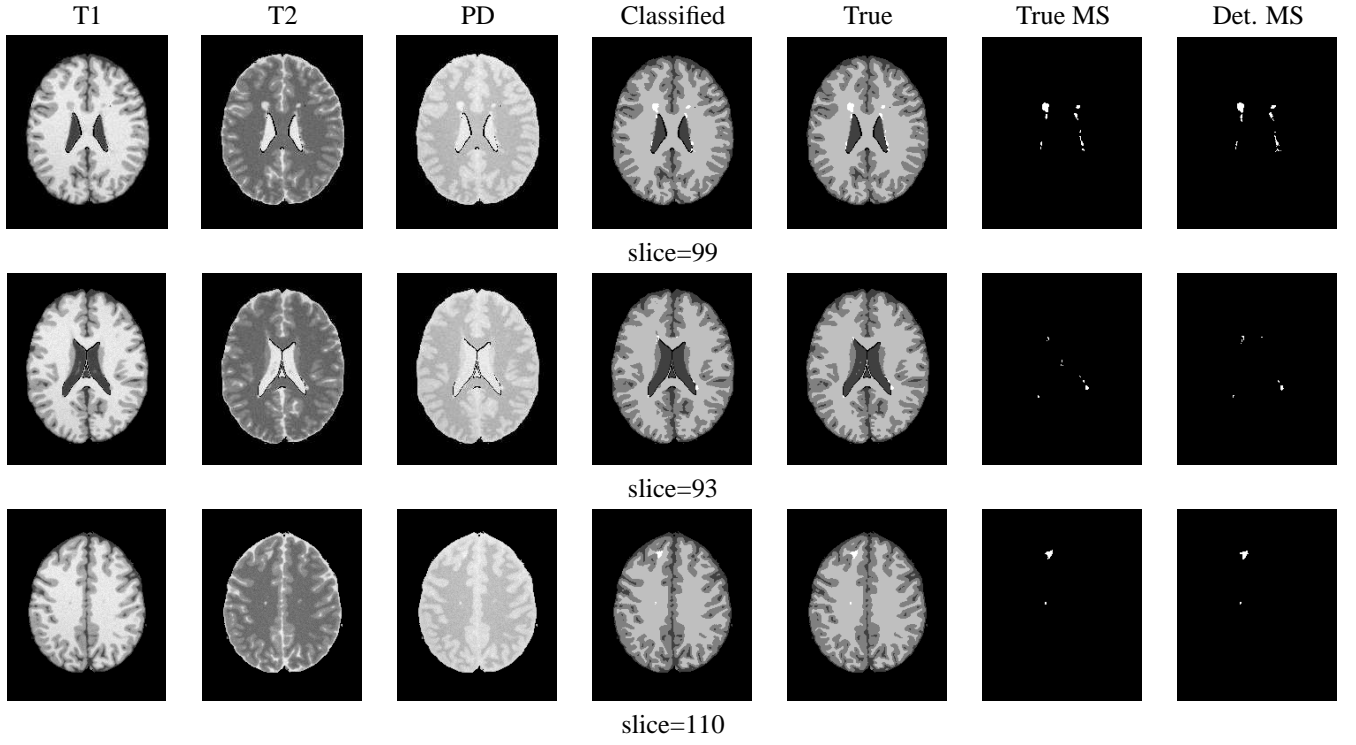 T1 T2 PD Classified True True MS Det. MS
slice=99
slice=93
slice=110